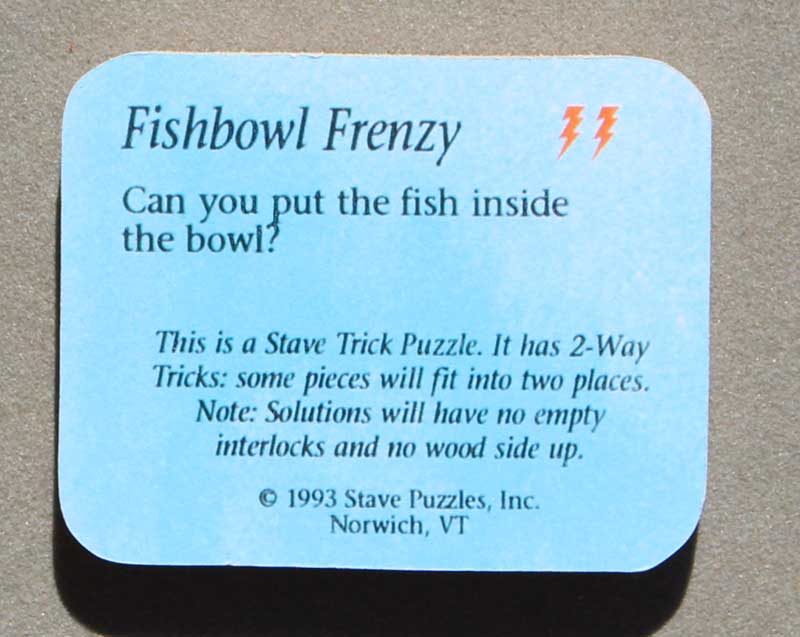 Fishbowl Frenzy
Can you put the fish inside
the bowl?
This is a Stave Trick Puzzle. It has 2-Way
Tricks: some pieces will fit into two places.
Note: Solutions will have no empty
interlocks and no wood side up.
© 1993 Stave Puzzles, Inc.
Norwich, VT